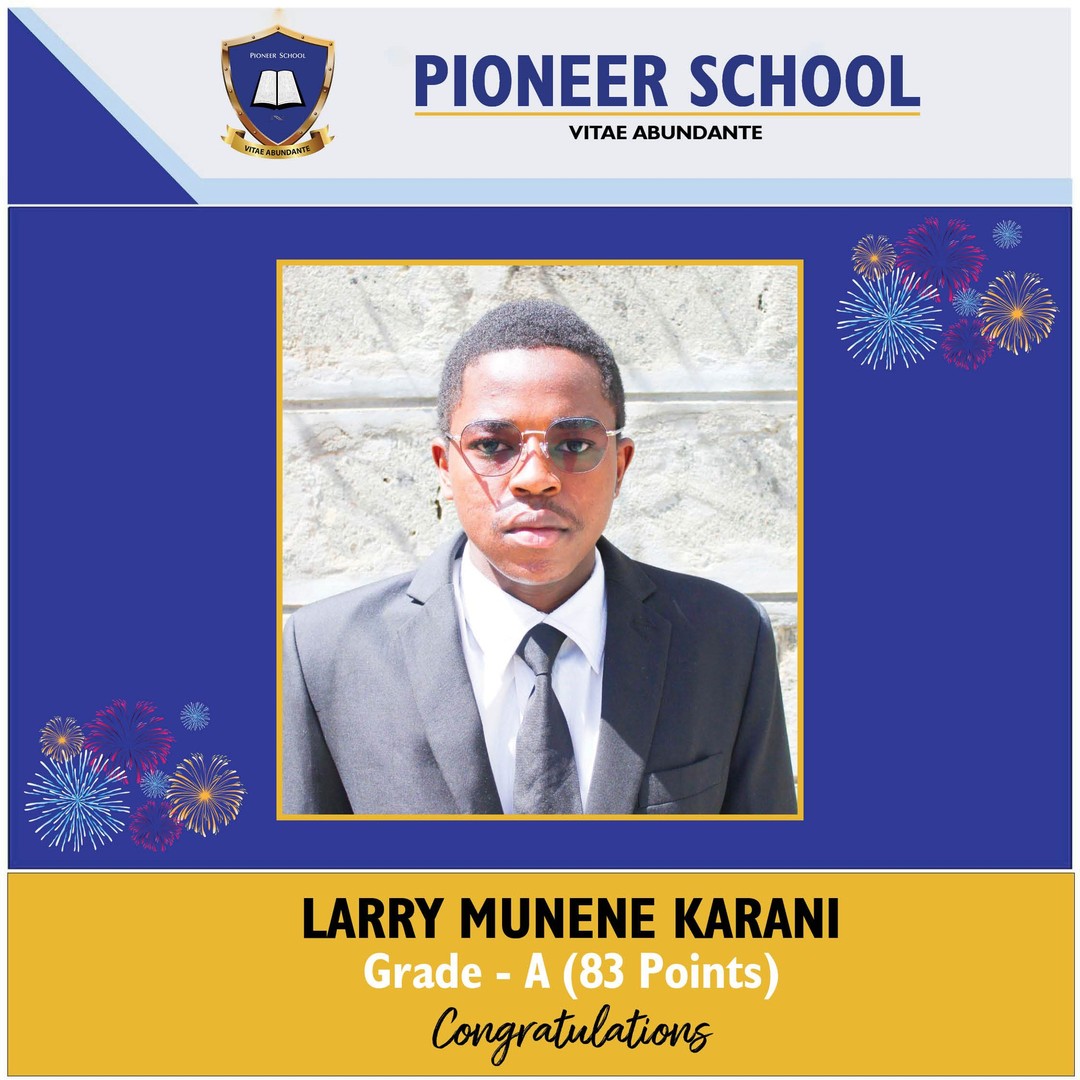 PIONEER SCHOOL
VITAE ABUNDANTE
PIONEER SCHOOL
VITAE ABUNDANTE
LARRY MUNENE KARANI
Grade - A (83 Points)
Congratulations